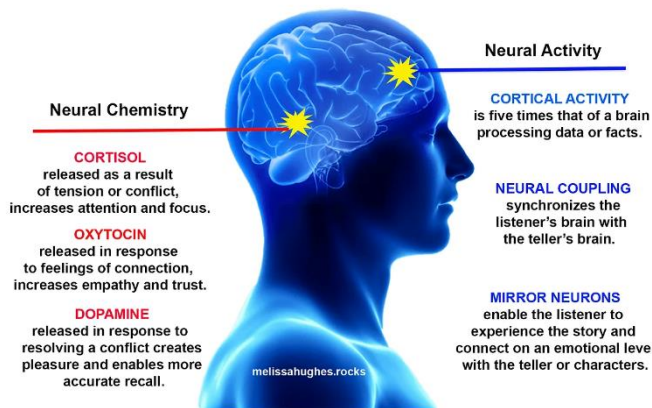 Neural Chemistry
CORTISOL
released as a result
of tension or conflict,
increases attention and focus.
OXYTOCIN
released in response
to feelings of connection,
increases empathy and trust.
DOPAMINE
released in response to
resolving a conflict creates
pleasure and enables more
accurate recall.
Neural Activity
CORTICAL ACTIVITY
is five times that of a brain
processing data or facts.
NEURAL COUPLING
synchronizes the
listener's brain with
the teller's brain.
MIRROR NEURONS
enable the listener to
experience the story and
connect on an emotional leve
with the teller or characters.
melissahughes.rocks